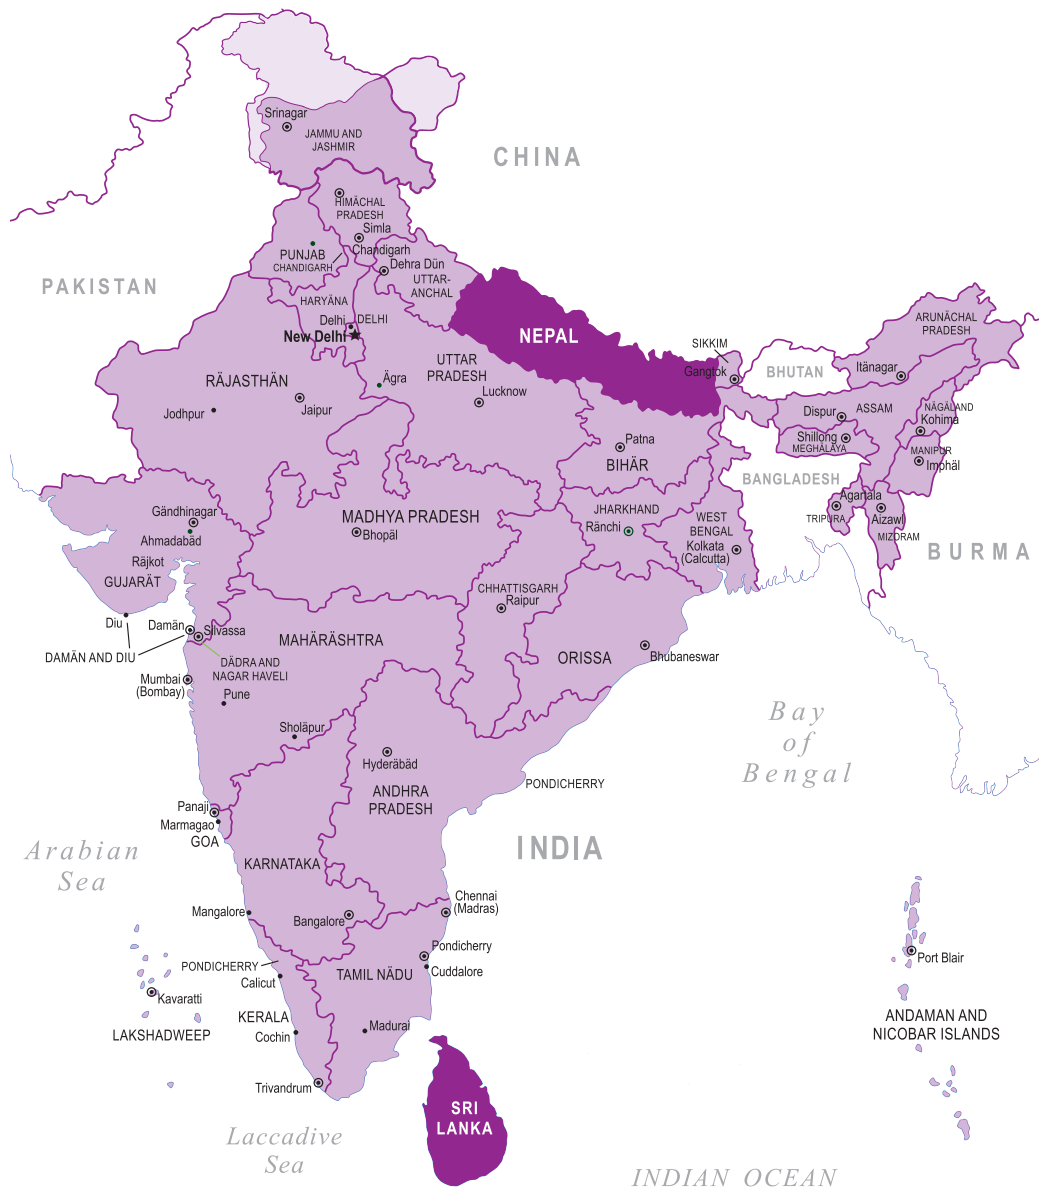 Srinagar
JAMMU AND
JASHMIR
CHINA
HIMĀCHAL
PRADESH
Simla
PUNJAB
Chandigarh
CHANDIGARH
Dehra Dūn
UTTAR-
ANCHAL
PAKISTAN
HARYĀNA
Delhi
DELHI
New Delhi
NEPAL
SIKKIM
Gangtok
BHUTAN
ARUNĀCHAL
PRADESH
Itānagar
UTTAR
PRADESH
RĀJASTHĀN
Āgra
Lucknow
Jodhpur
Jaipur
Dispur
ASSAM
NĀGĀLAND
Kohima
Shillong
MEGHĀLAYA
MANIPUR
Imphāl
Patna
BIHĀR
BANGLADESH
Agartala
TRIPURA
Aizawl
MIZORAM
BURMA
Gāndhinagar
Ahmadabād
Rājkot
GUJARĀT
MADHYA PRADESH
Bhopāl
JHARKHAND
Rānchi
WEST
BENGAL
Kolkata
(Calcutta)
CHHATTISGARH
Raipur
Diu
Damān
Silvassa
DAMĀN AND DIU
DĀDRA AND
NAGAR HAVELI
MAHĀRĀSHTRA
ORISSA
Bhubaneswar
Mumbai
(Bombay)
Pune
Sholāpur
Bay
of
Bengal
Hyderābād
ANDHRA
PRADESH
PONDICHERRY
Panaji
Marmagao
GOA
INDIA
Arabian
Sea
KARNATAKA
Mangalore
Bangalore
Chennai
(Madras)
Pondicherry
Cuddalore
PONDICHERRY
Calicut
TAMIL NĀDU
Kavaratti
LAKSHADWEEP
KERALA
Cochin
Madurai
Trivandrum
Port Blair
ANDAMAN AND
NICOBAR ISLANDS
SRI
LANKA
Laccadive
Sea
INDIAN OCEAN